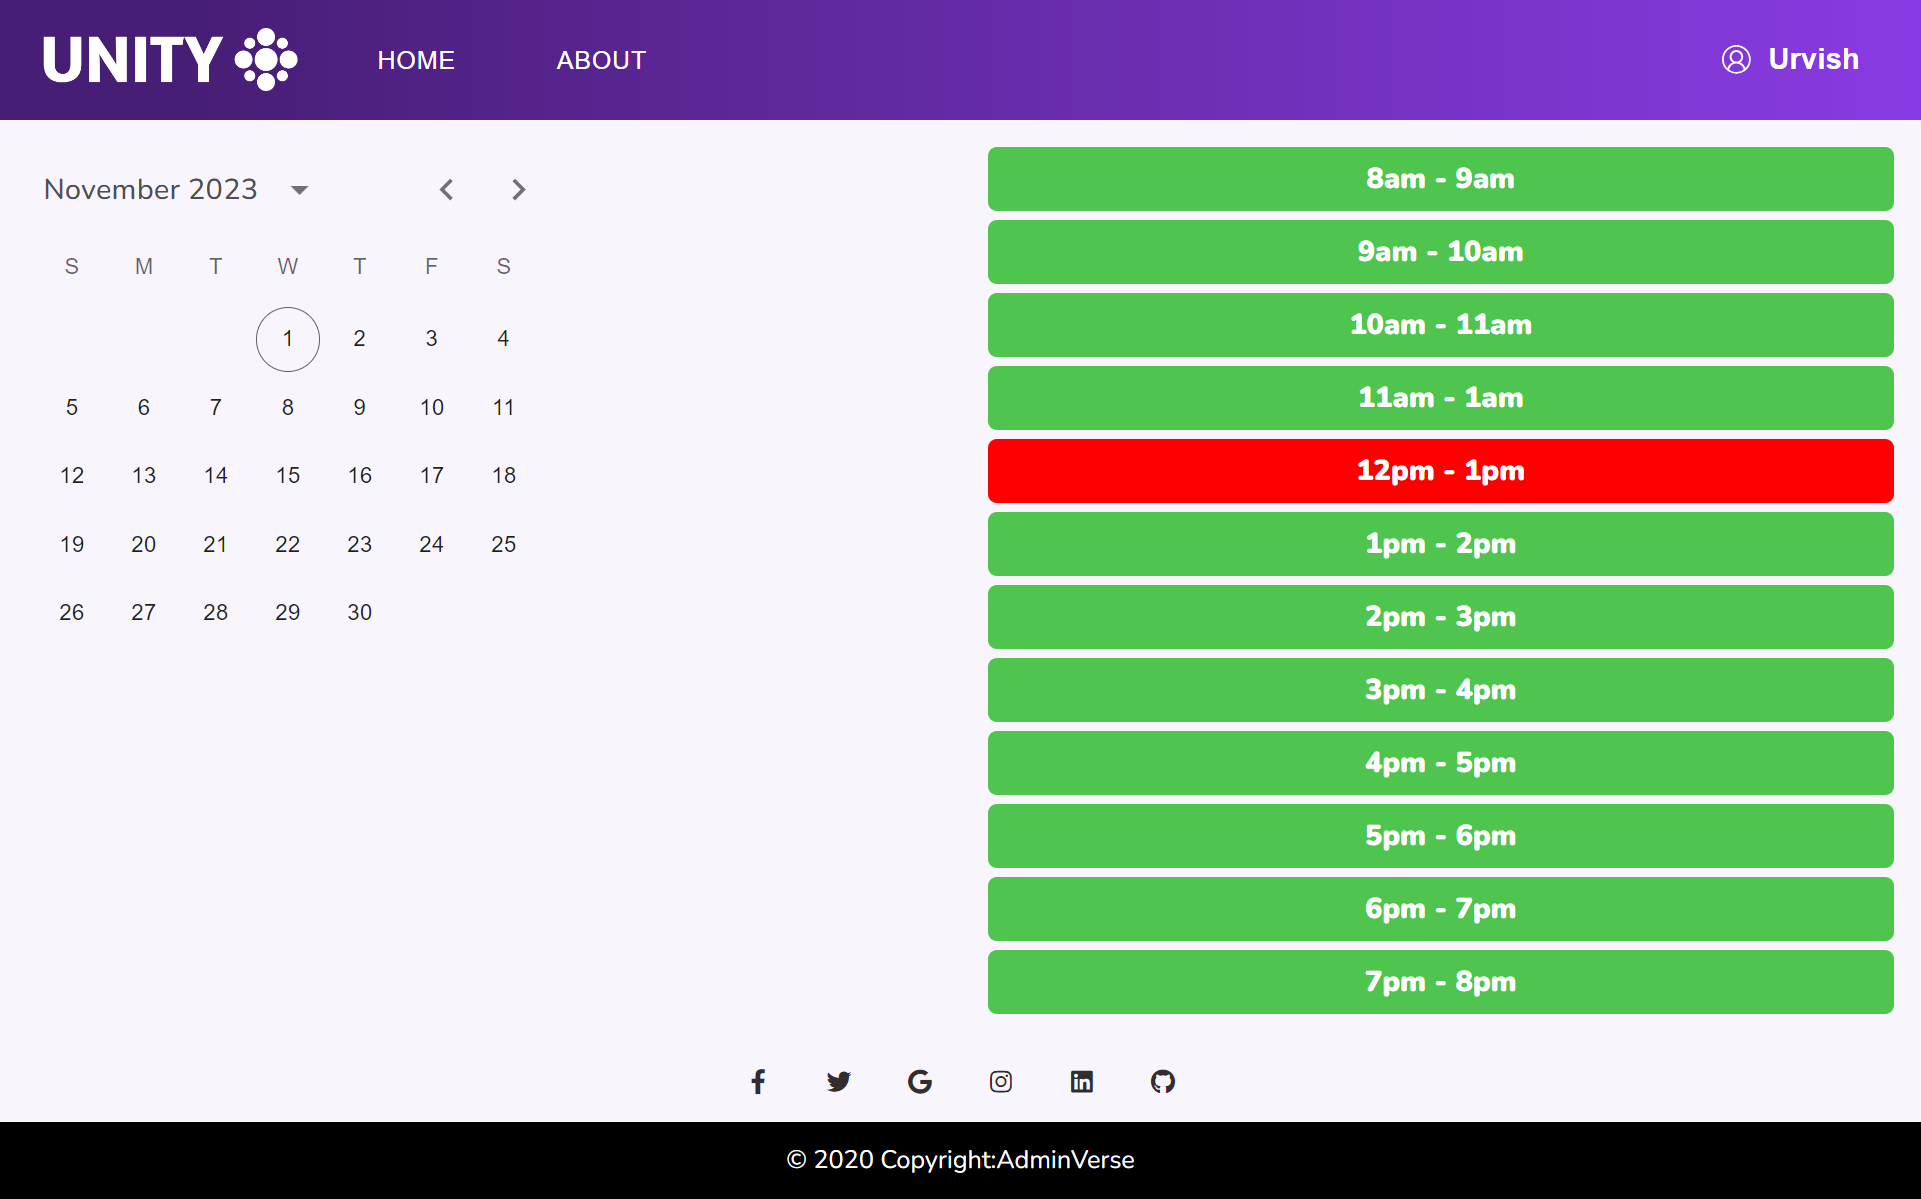 UNITY HOME ABOUT Urvish
November 2023
S M T W T F S
1 2 3 4
5 6 7 8 9 10 11
12 13 14 15 16 17 18
19 20 21 22 23 24 25
26 27 28 29 30
8am - 9am
9am - 10am
10am - 11am
11am - 1am
12pm - 1pm
1pm - 2pm
2pm - 3pm
3pm - 4pm
4pm - 5pm
5pm - 6pm
6pm - 7pm
7pm - 8pm
© 2020 Copyright:AdminVerse